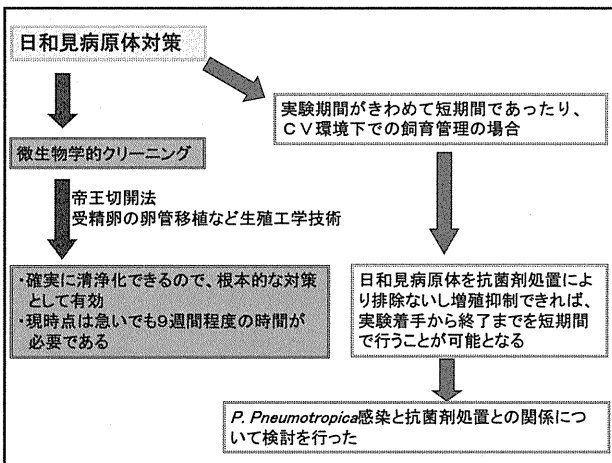 日和見病原体対策
実験期間がきわめて短期間であったり、
CV環境下での飼育管理の場合
微生物学的クリーニング
帝王切開法
受精卵の卵管移植など生殖工学技術
・確実に清浄化できるので、根本的な対策
として有効
・現時点は急いでも9週間程度の時間が
必要である
日和見病原体を抗菌剤処置によ
り排除ないし増殖抑制できれば、
実験着手から終了までを短期間
で行うことが可能となる
P. Pneumotropica感染と抗菌剤処置との関係につ
いて検討を行った